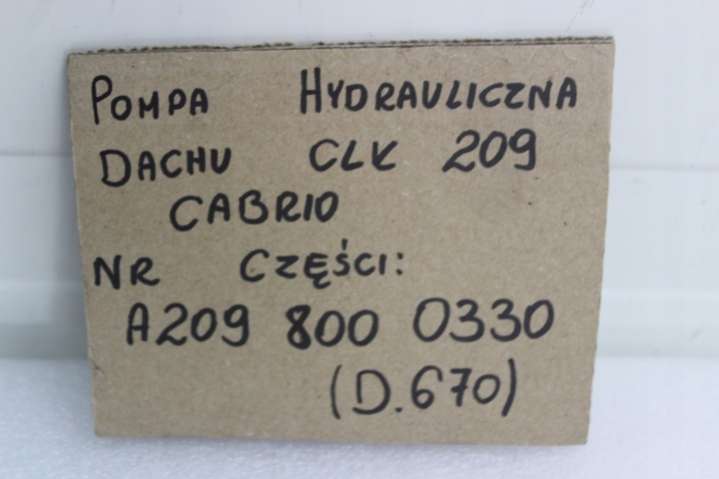 POMPA HYDRAULICZNA
DACHU CLK 209
CABRIO
NR CZĘŚCI:
A209 800 0330
(D.670)